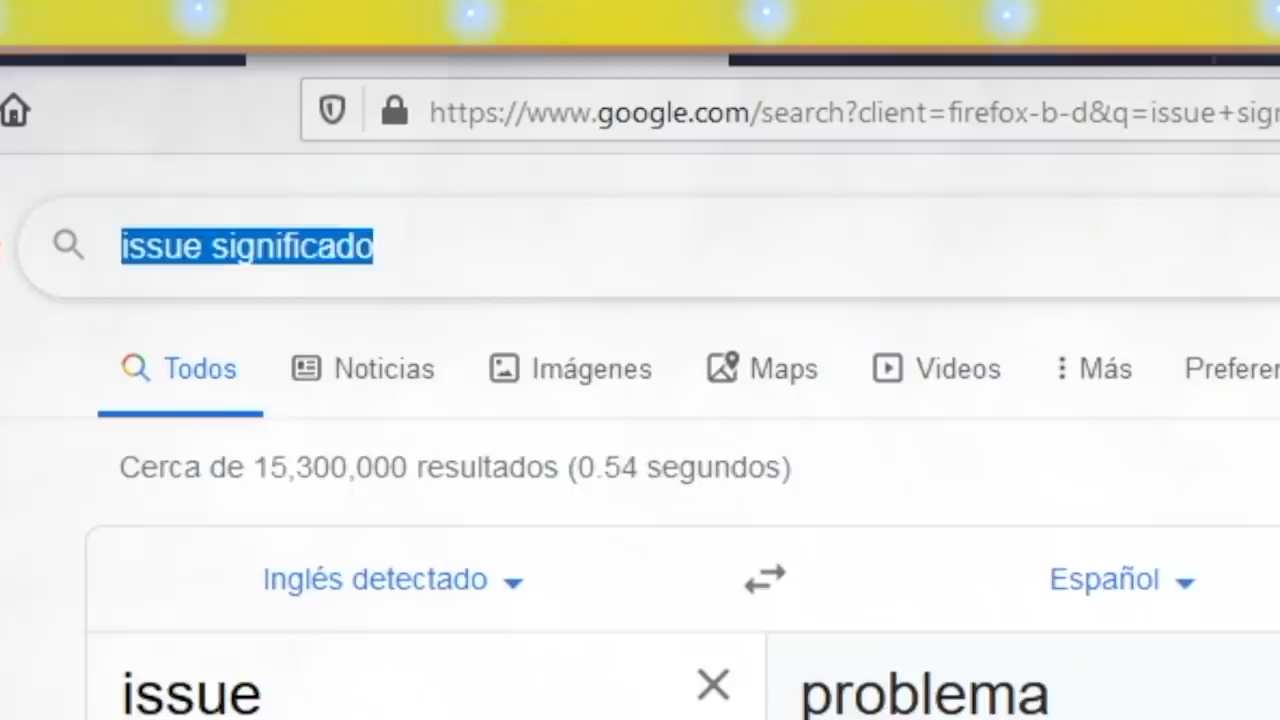 https://www.google.com/search?client=firefox-b-d&q=issue+sign
issue significado
Todos Noticias Imágenes Maps Videos Más
Cerca de 15,300,000 resultados (0.54 segundos)
Inglés detectado Español
issue problema